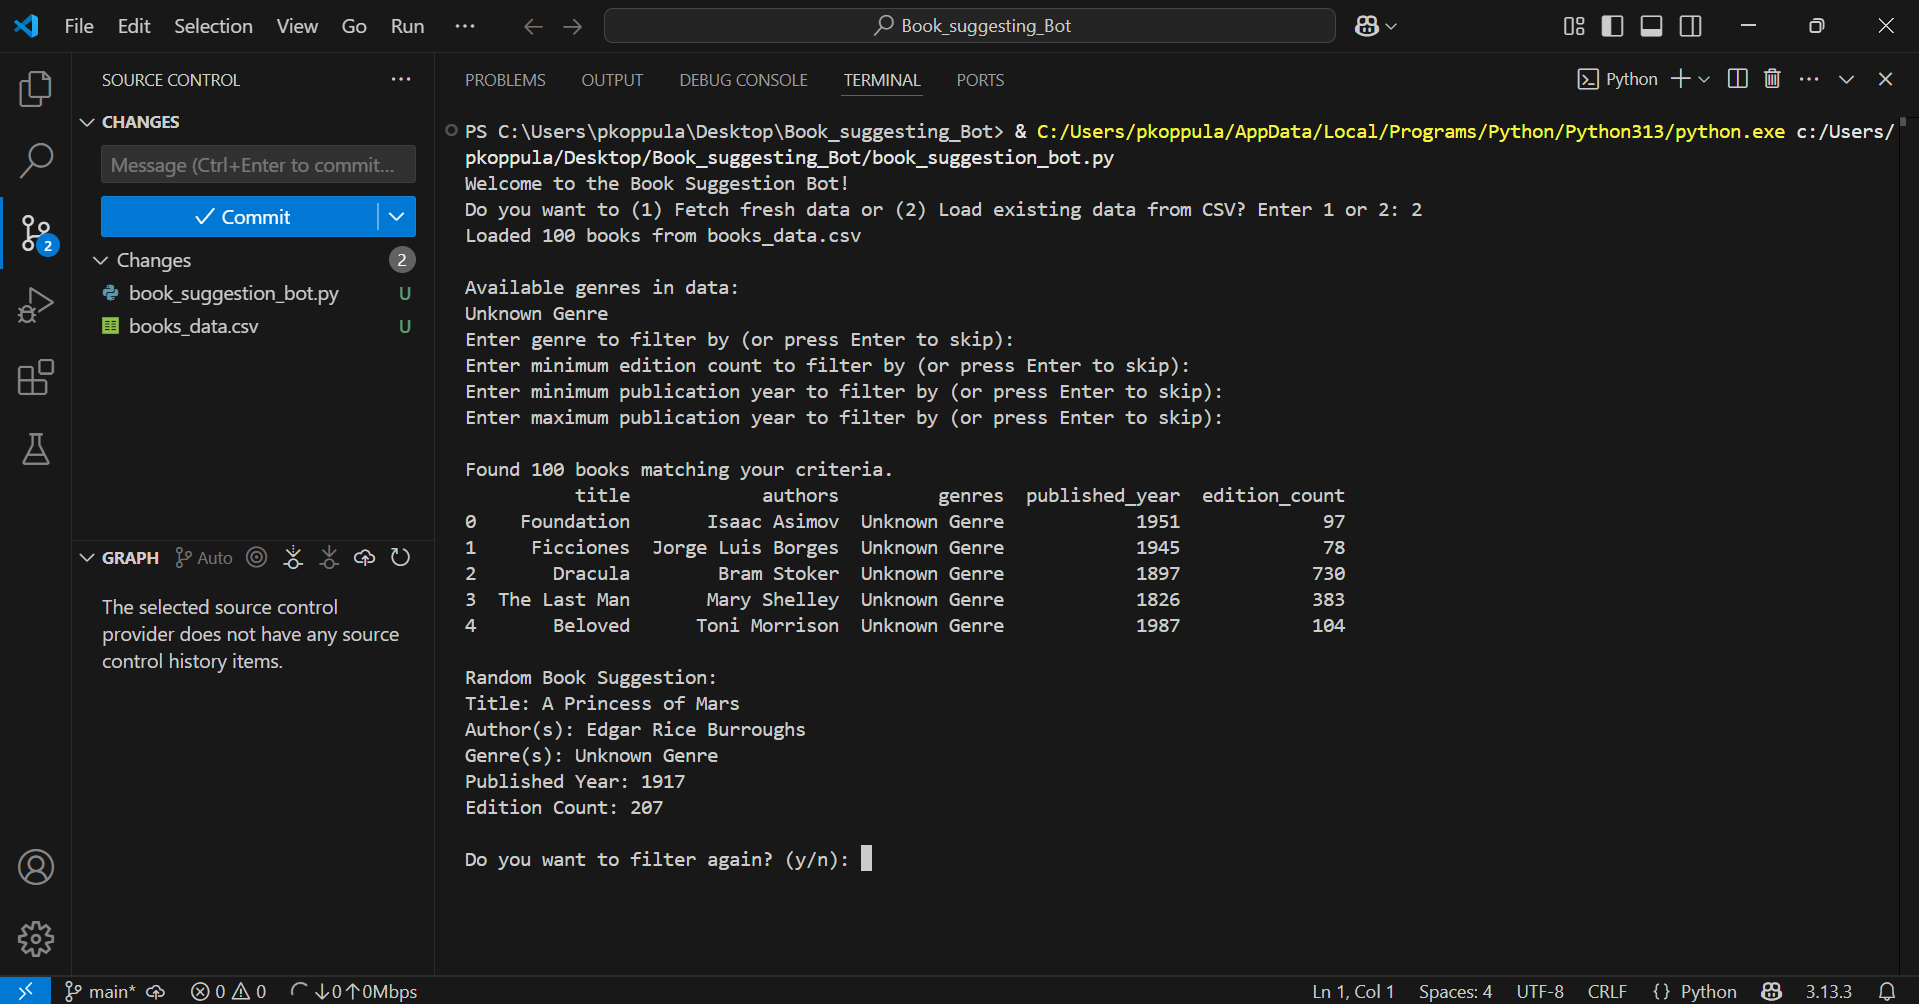 File Edit Selection View Go Run ··· Book_suggesting_Bot
SOURCE CONTROL ···
CHANGES
Message (Ctrl+Enter to commit...
Commit
Changes 2
book_suggestion_bot.py U
books_data.csv U
2
GRAPH Auto
The selected source control
provider does not have any source
control history items.
PROBLEMS OUTPUT DEBUG CONSOLE TERMINAL PORTS Python
PS C:\Users\pkoppula\Desktop\Book_suggesting_Bot> & C:/Users/pkoppula/AppData/Local/Programs/Python/Python313/python.exe c:/Users/
pkoppula/Desktop/Book_suggesting_Bot/book_suggestion_bot.py
Welcome to the Book Suggestion Bot!
Do you want to (1) Fetch fresh data or (2) Load existing data from CSV? Enter 1 or 2: 2
Loaded 100 books from books_data.csv
Available genres in data:
Unknown Genre
Enter genre to filter by (or press Enter to skip):
Enter minimum edition count to filter by (or press Enter to skip):
Enter minimum publication year to filter by (or press Enter to skip):
Enter maximum publication year to filter by (or press Enter to skip):
Found 100 books matching your criteria.
title authors genres published_year edition_count
0 Foundation Isaac Asimov Unknown Genre 1951 97
1 Ficciones Jorge Luis Borges Unknown Genre 1945 78
2 Dracula Bram Stoker Unknown Genre 1897 730
3 The Last Man Mary Shelley Unknown Genre 1826 383
4 Beloved Toni Morrison Unknown Genre 1987 104
Random Book Suggestion:
Title: A Princess of Mars
Author(s): Edgar Rice Burroughs
Genre(s): Unknown Genre
Published Year: 1917
Edition Count: 207
Do you want to filter again? (y/n):
main* 0 0 ↓0↑0Mbps Ln 1, Col 1 Spaces: 4 UTF-8 CRLF {} Python 3.13.3